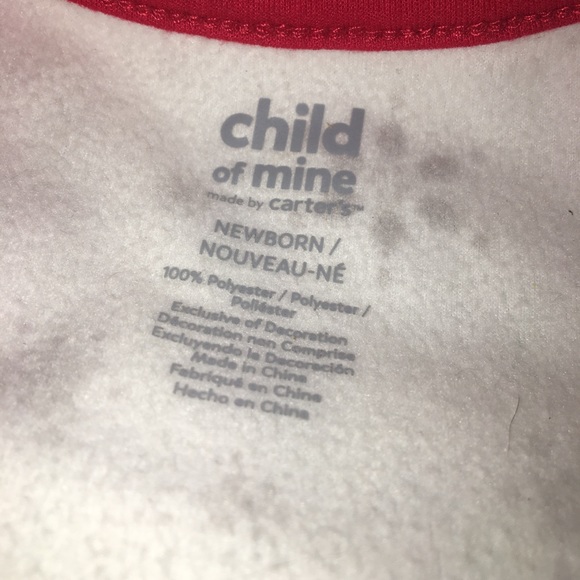 child
of mine
made by carter's™
NEWBORN /
NOUVEAU-NÉ
100% Polyester / Polyester /
Poliéster
Exclusive of Decoration
Décoration non Comprise
Excluyendo la Decoración
Made in China
Fabriqué en Chine
Hecho en China